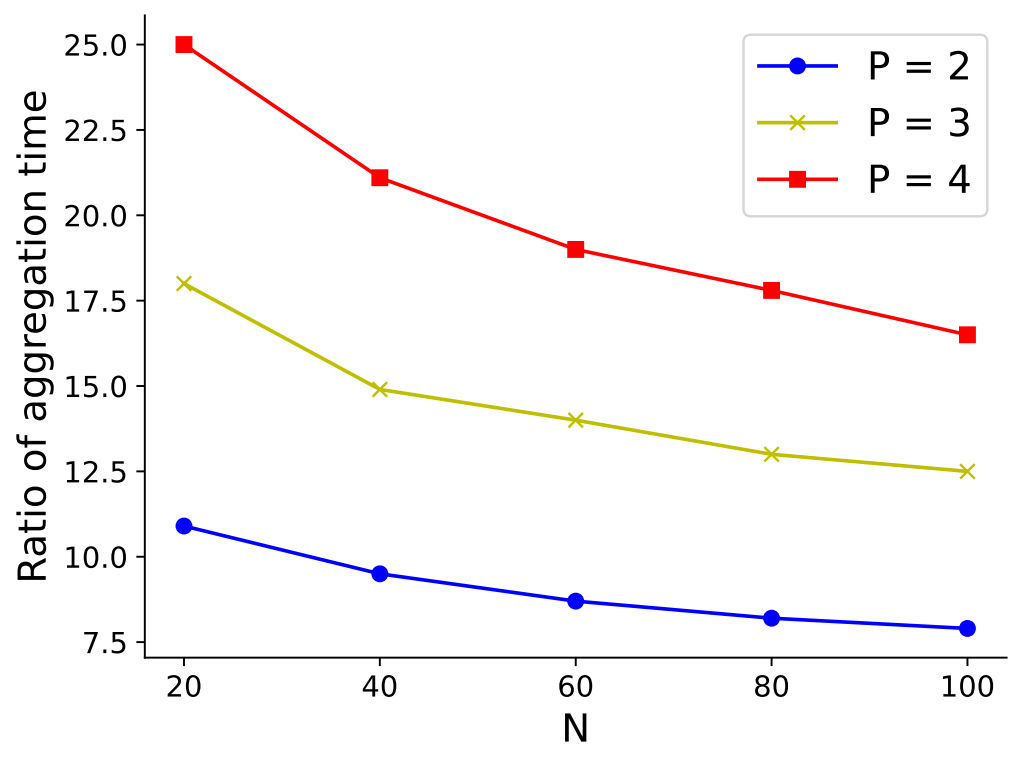 Ratio of aggregation time
25.0
22.5
20.0
17.5
15.0
12.5
10.0
7.5
20 40 60 80 100
N
P = 2
P = 3
P = 4